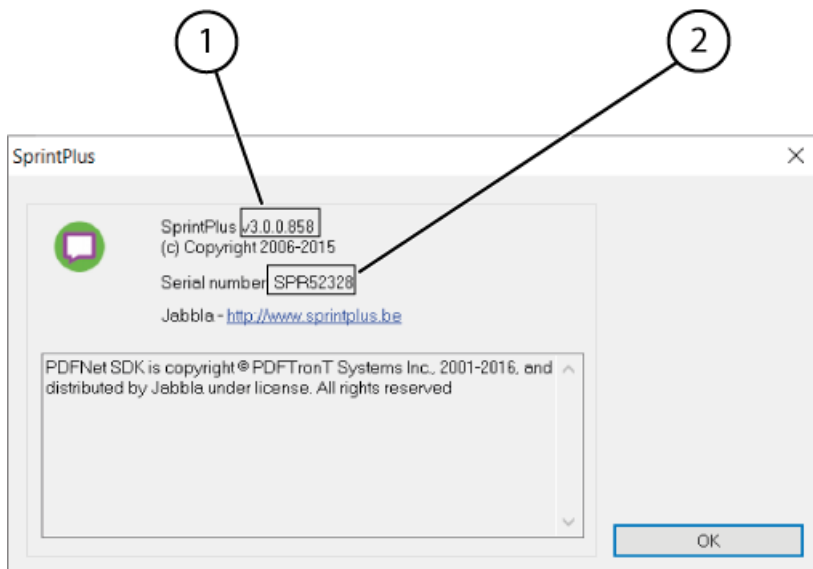 1
2
SprintPlus
SprintPlus v3.0.0.858
(c) Copyright 2006-2015
Serial number SPR52328
Jabbla - http://www.sprintplus.be
PDFNet SDK is copyright © PDFTronT Systems Inc., 2001-2016, and
distributed by Jabbla under license. All rights reserved
OK